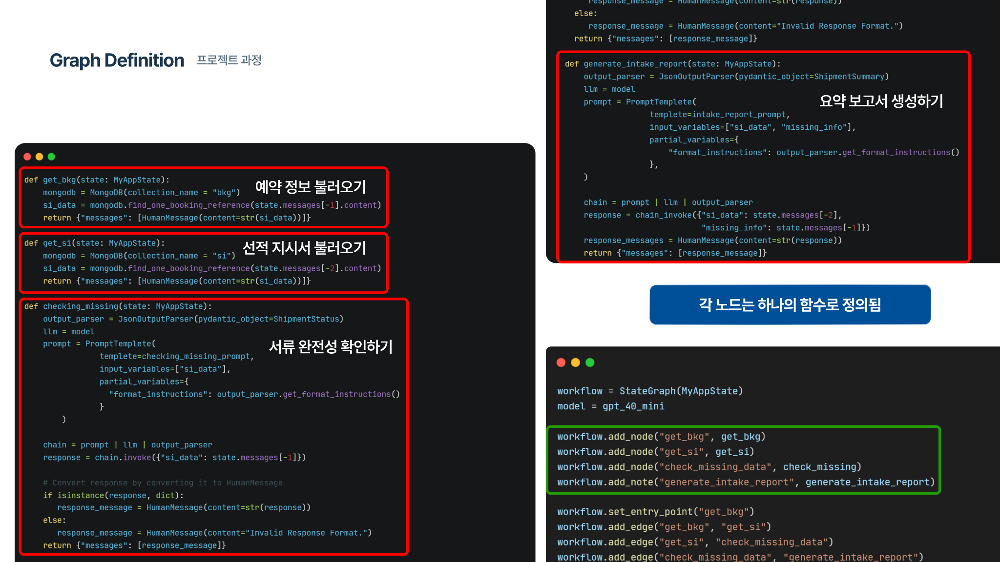 Graph Definition 프로젝트 과정
def get_bkg(state: MyAppState):
    mongodb = MongoDB(collection_name = "bkg")
    si_data = mongodb.find_one_booking_reference(state.messages[-1].content)
    return {"messages": [HumanMessage(content=str(si_data))]}
예약 정보 불러오기
def get_si(state: MyAppState):
    mongodb = MongoDB(collection_name = "si")
    si_data = mongodb.find_one_booking_reference(state.messages[-2].content)
    return {"messages": [HumanMessage(content=str(si_data))]}
선적 지시서 불러오기
def checking_missing(state: MyAppState):
    output_parser = JsonOutputParser(pydantic_object=ShipmentStatus)
    llm = model
    prompt = PromptTemplete(
            templete=checking_missing_prompt,
            input_variables=["si_data"],
            partial_variables={
              "format_instructions": output_parser.get_format_instructions()
            }
        )
서류 완전성 확인하기
    chain = prompt | llm | output_parser
    response = chain.invoke({"si_data": state.messages[-1]})
    # Convert response by converting it to HumanMessage
    if isinstance(response, dict):
       response_message = HumanMessage(content=str(response))
    else:
       response_message = HumanMessage(content="Invalid Response Format.")
    return {"messages": [response_message]}
       response_message = HumanMessage(content=str(response))
    else:
       response_message = HumanMessage(content="Invalid Response Format.")
    return {"messages": [response_message]}
def generate_intake_report(state: MyAppState):
    output_parser = JsonOutputParser(pydantic_object=ShipmentSummary)
    llm = model
    prompt = PromptTemplete(
                  templete=intake_report_prompt,
                  input_variables=["si_data", "missing_info"],
                  partial_variables={
                      "format_instructions": output_parser.get_format_instructions()
                  },
    )
요약 보고서 생성하기
    chain = prompt | llm | output_parser
    response = chain_invoke({"si_data": state.messages[-2],
                             "missing_info": state.messages[-1]})
    response_messages = HumanMessage(content=str(response))
    return {"messages": [response_message]}
각 노드는 하나의 함수로 정의됨
workflow = StateGraph(MyAppState)
model = gpt_40_mini
workflow.add_node("get_bkg", get_bkg)
workflow.add_node("get_si", get_si)
workflow.add_node("check_missing_data", check_missing)
workflow.add_note("generate_intake_report", generate_intake_report)
workflow.set_entry_point("get_bkg")
workflow.add_edge("get_bkg", "get_si")
workflow.add_edge("get_si", "check_missing_data")
workflow.add_edge("check_missing_data", "generate_intake_report")